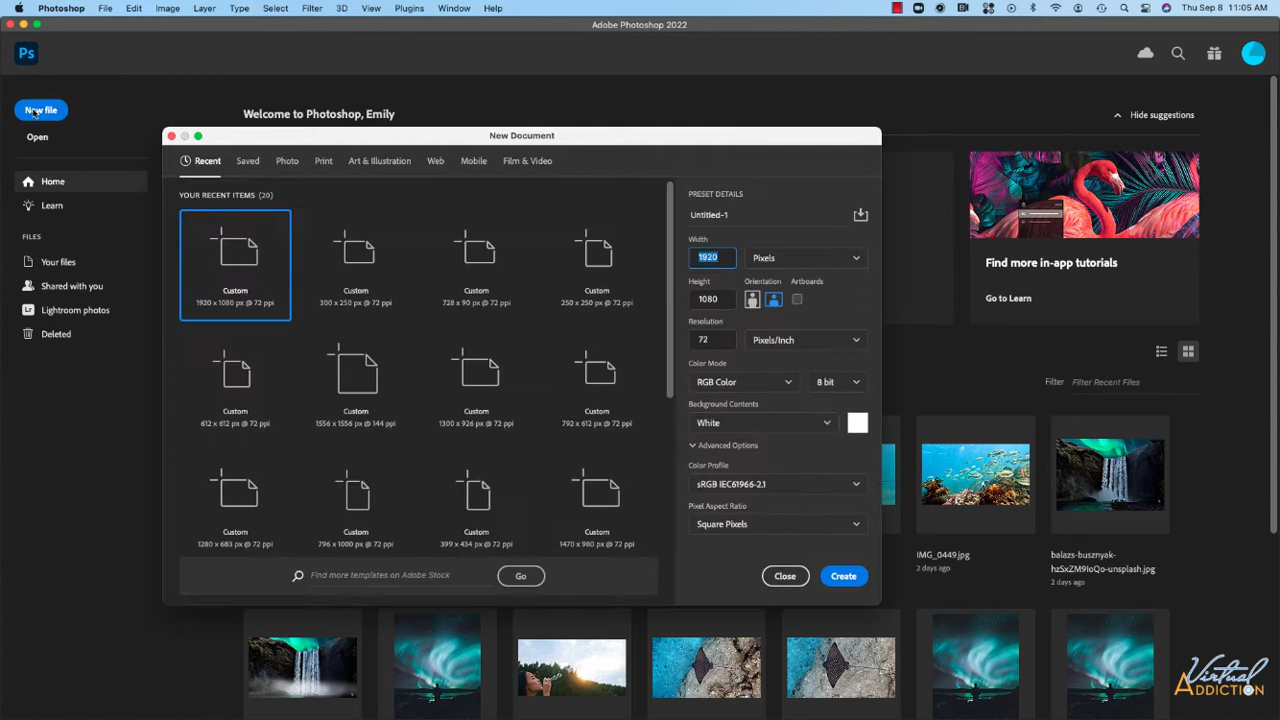 Photoshop File Edit Image Layer Type Select Filter 3D View Plugins Window Help Thu Sep 8 11:05 AM
Adobe Photoshop 2022
Ps
New file
Open
Home
Learn
FILES
Your files
Shared with you
Lr Lightroom photos
Deleted
Welcome to Photoshop, Emily
Hide suggestions
New Document
Recent Saved Photo Print Art & Illustration Web Mobile Film & Video
YOUR RECENT ITEMS (20)
Custom Custom Custom Custom
1920 x 1080 px @ 72 ppi 300 x 250 px @ 72 ppi 728 x 90 px @ 72 ppi 250 x 250 px @ 72 ppi
Custom Custom Custom Custom
612 x 612 px @ 72 ppi 1556 x 1556 px @ 144 ppi 1300 x 926 px @ 72 ppi 792 x 612 px @ 72 ppi
Custom Custom Custom Custom
1280 x 683 px @ 72 ppi 796 x 1000 px @ 72 ppi 399 x 434 px @ 72 ppi 1470 x 980 px @ 72 ppi
Find more templates on Adobe Stock Go
PRESET DETAILS
Untitled-1
Width
1920 Pixels
Height Orientation Artboards
1080
Resolution
72 Pixels/Inch
Color Mode
RGB Color 8 bit
Background Contents
White
Advanced Options
Color Profile
sRGB IEC61966-2.1
Pixel Aspect Ratio
Square Pixels
Close Create
Find more in-app tutorials
Go to Learn
Filter Filter Recent Files
IMG_0449.jpg
2 days ago
balazs-busznyak-
hzSxZM9IoQo-unsplash.jpg
2 days ago
Virtual
ADDICTION